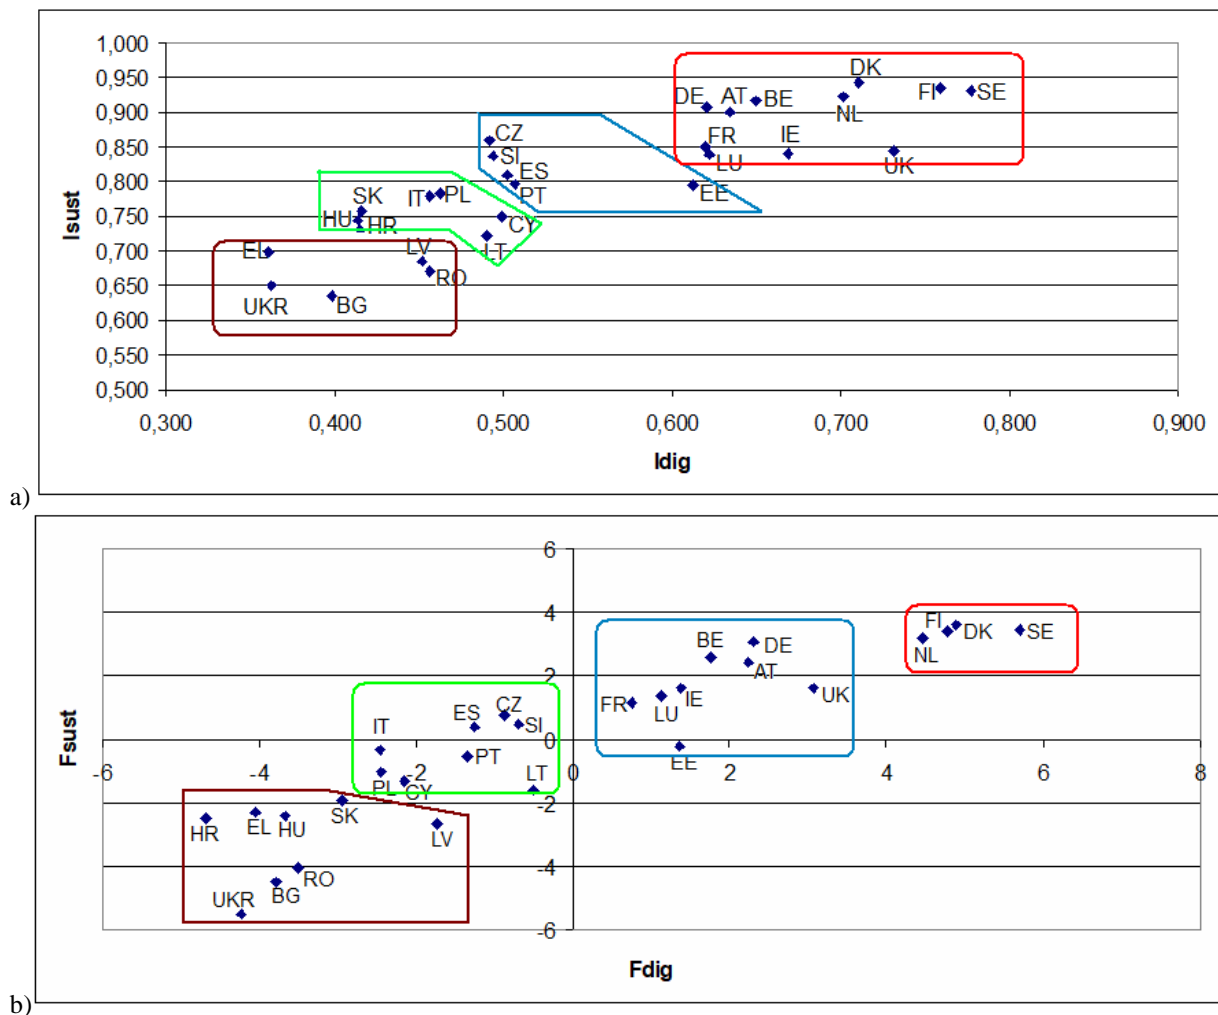 1,000
0,950
0,900
0,850
0,800
0,750
0,700
0,650
0,600
0,550
0,500
Isust
DK
DE AT BE FI SE
NL
CZ FR IE
SI LU UK
ES
SK IT PL PT EE
HU HR CY
EL LV LT
RO
UKR BG
0,300 0,400 0,500 0,600 0,700 0,800 0,900
Idig
a)
6
4
2
0
-2
-4
-6
Fsust
FI DK SE
BE DE NL
AT
IE UK
FR LU
ES CZ SI
IT
PT EE
-6 -4 -2 0 2 4 6 8
PL CY LT
SK
HR EL HU LV
RO
UKR BG
Fdig
b)